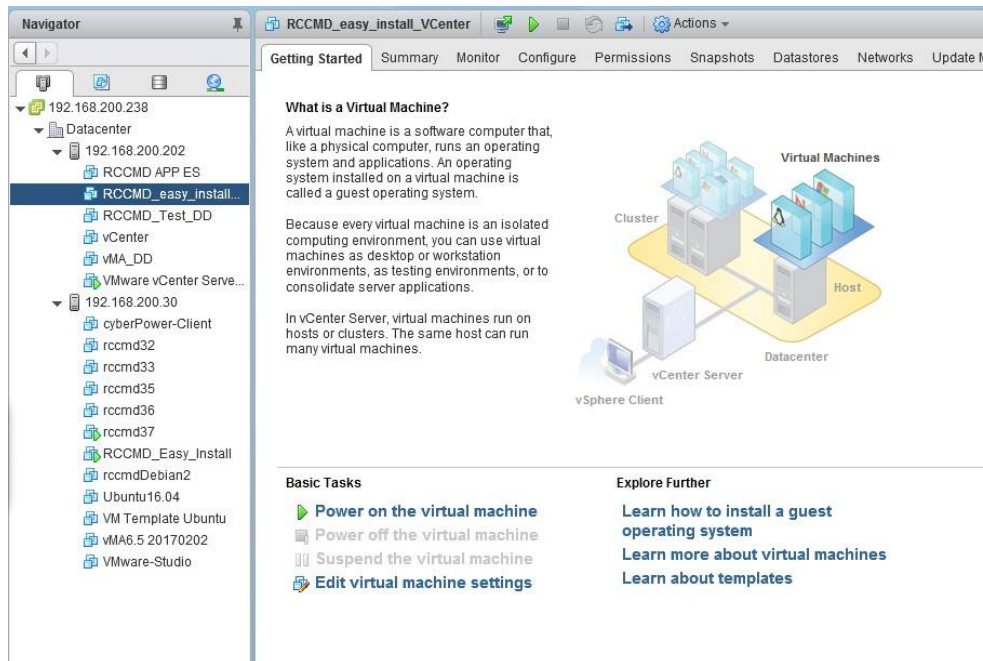 Navigator
192.168.200.238
Datacenter
192.168.200.202
RCCMD APP ES
RCCMD_easy_install...
RCCMD_Test_DD
vCenter
vMA_DD
VMware vCenter Serve...
192.168.200.30
cyberPower-Client
rccmd32
rccmd33
rccmd35
rccmd36
rccmd37
RCCMD_Easy_Install
rccmdDebian2
Ubuntu16.04
VM Template Ubuntu
vMA6.5 20170202
VMware-Studio
RCCMD_easy_install_VCenter
Actions
Getting Started Summary Monitor Configure Permissions Snapshots Datastores Networks Update M
What is a Virtual Machine?
A virtual machine is a software computer that,
like a physical computer, runs an operating
system and applications. An operating
system installed on a virtual machine is
called a guest operating system.
Because every virtual machine is an isolated
computing environment, you can use virtual
machines as desktop or workstation
environments, as testing environments, or to
consolidate server applications.
In vCenter Server, virtual machines run on
hosts or clusters. The same host can run
many virtual machines.
Virtual Machines
Cluster
Host
Datacenter
vCenter Server
vSphere Client
Basic Tasks
Power on the virtual machine
Power off the virtual machine
Suspend the virtual machine
Edit virtual machine settings
Explore Further
Learn how to install a guest
operating system
Learn more about virtual machines
Learn about templates